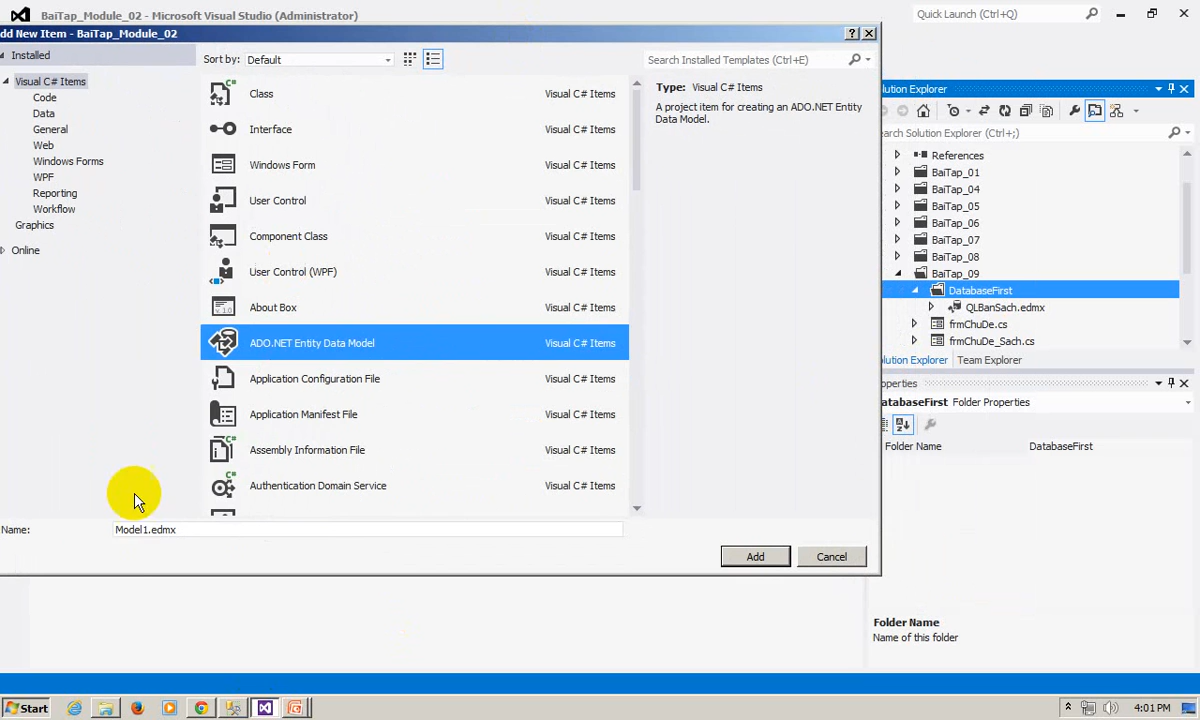 BaiTap_Module_02 - Microsoft Visual Studio (Administrator)
Quick Launch (Ctrl+Q)
dd New Item - BaiTap_Module_02
Installed
Sort by: Default
Search Installed Templates (Ctrl+E)
Visual C# Items
Code
Data
General
Web
Windows Forms
WPF
Reporting
Workflow
Graphics
Online
Class Visual C# Items
Interface Visual C# Items
Windows Form Visual C# Items
User Control Visual C# Items
Component Class Visual C# Items
User Control (WPF) Visual C# Items
About Box Visual C# Items
ADO.NET Entity Data Model Visual C# Items
Application Configuration File Visual C# Items
Application Manifest File Visual C# Items
Assembly Information File Visual C# Items
Authentication Domain Service Visual C# Items
Type: Visual C# Items
A project item for creating an ADO.NET Entity
Data Model.
Name: Model1.edmx
Add Cancel
olution Explorer
earch Solution Explorer (Ctrl+;)
References
BaiTap_01
BaiTap_04
BaiTap_05
BaiTap_06
BaiTap_07
BaiTap_08
BaiTap_09
DatabaseFirst
QLBanSach.edmx
frmChuDe.cs
frmChuDe_Sach.cs
olution Explorer Team Explorer
operties
atabaseFirst Folder Properties
Folder Name DatabaseFirst
Folder Name
Name of this folder
Start
4:01 PM